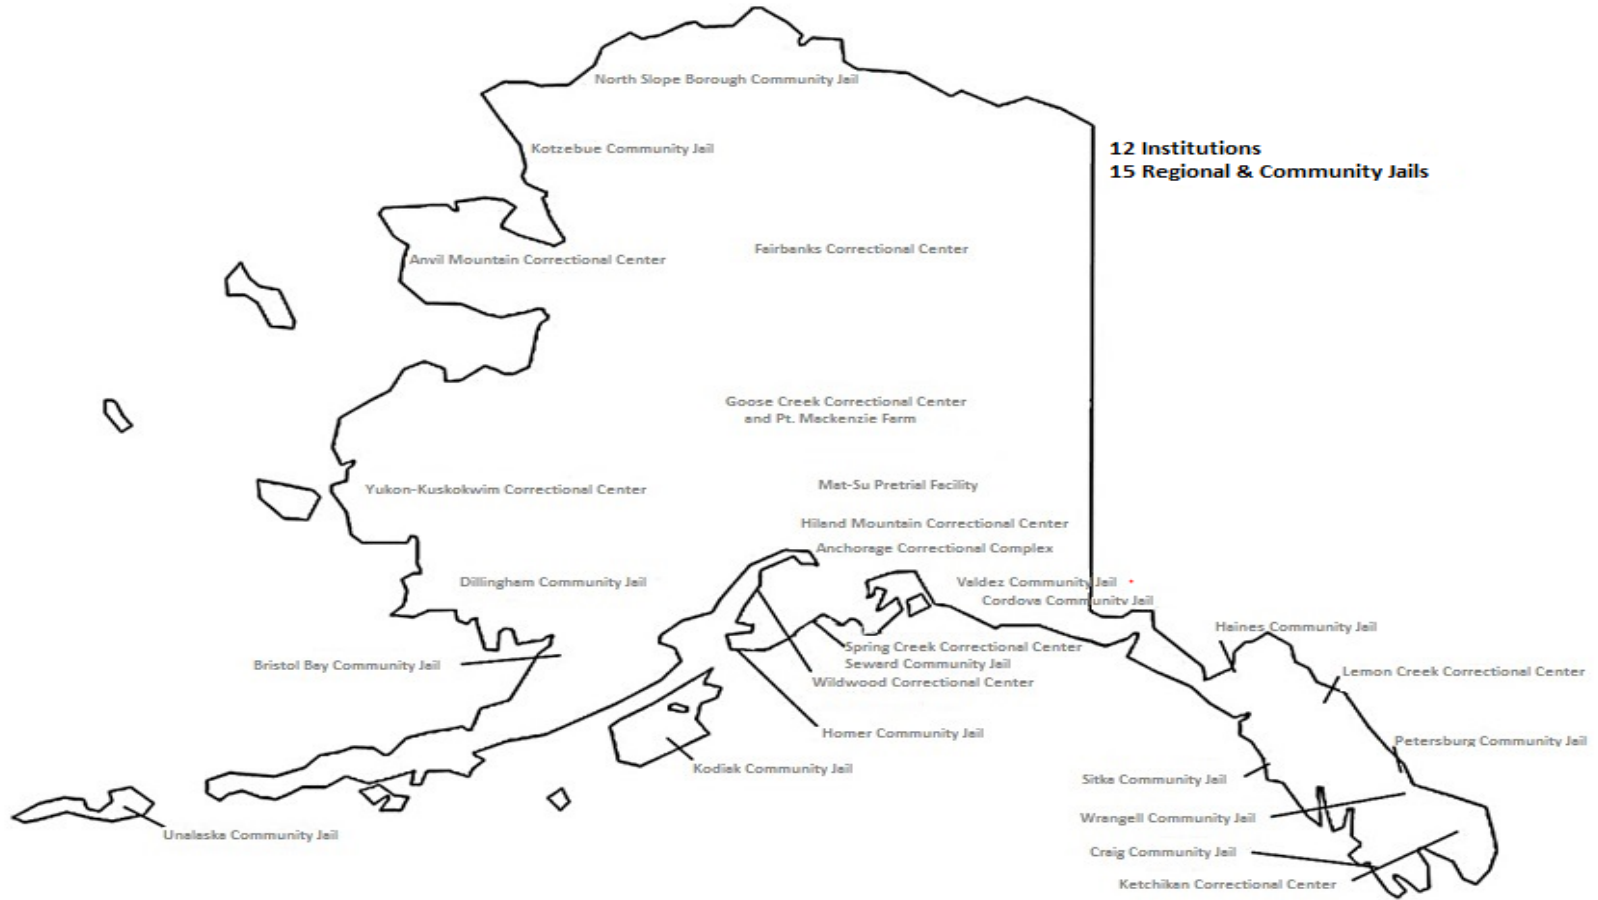 North Slope Borough Community Jail
Kotzebue Community Jail
12 Institutions
15 Regional & Community Jails
Fairbanks Correctional Center
Anvil Mountain Correctional Center
Goose Creek Correctional Center
and Pt. Mackenzie Farm
Mat-Su Pretrial Facility
Yukon-Kuskokwim Correctional Center
Hiland Mountain Correctional Center
Anchorage Correctional Complex
Dillingham Community Jail
Valdez Community Jail
Cordova Community Jail
Haines Community Jail
Spring Creek Correctional Center
Seward Community Jail
Wildwood Correctional Center
Bristol Bay Community Jail
Lemon Creek Correctional Center
Homer Community Jail
Petersburg Community Jail
Kodiak Community Jail
Sitka Community Jail
Wrangell Community Jail
Unalaska Community Jail
Craig Community Jail
Ketchikan Correctional Center